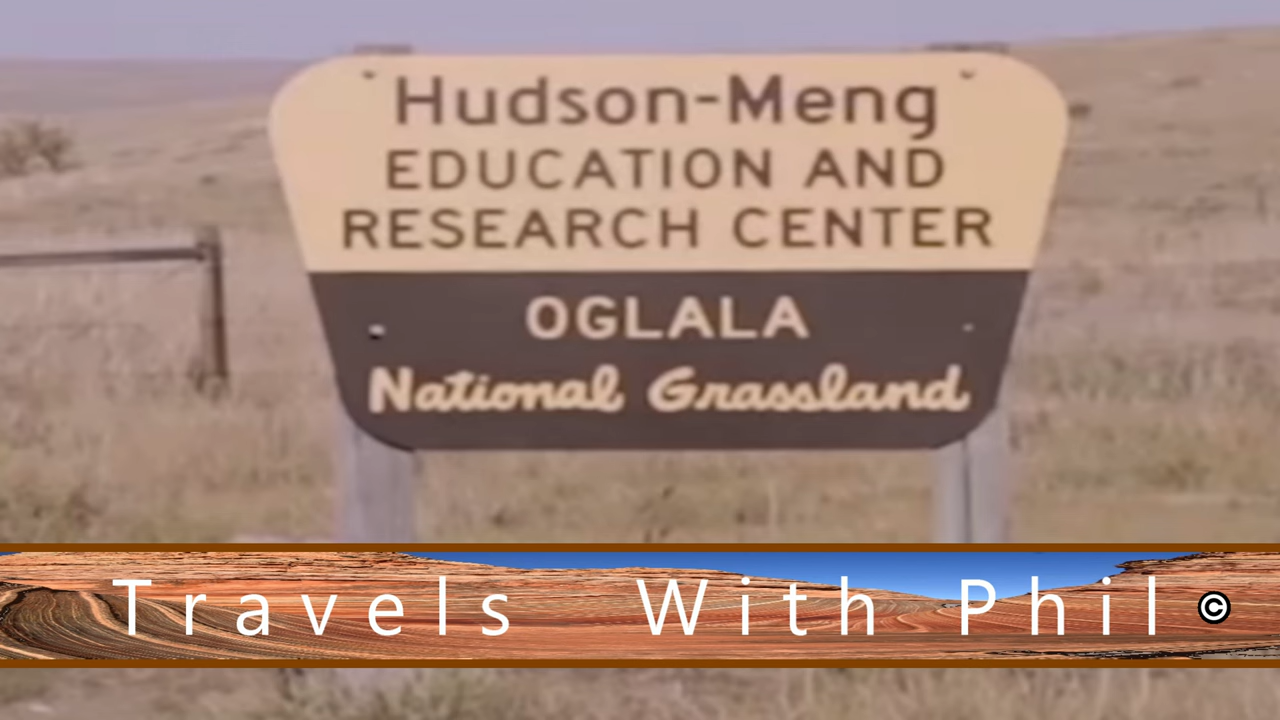 Hudson-Meng
EDUCATION AND
RESEARCH CENTER
OGLALA
National Grassland
Travels With Phil ©